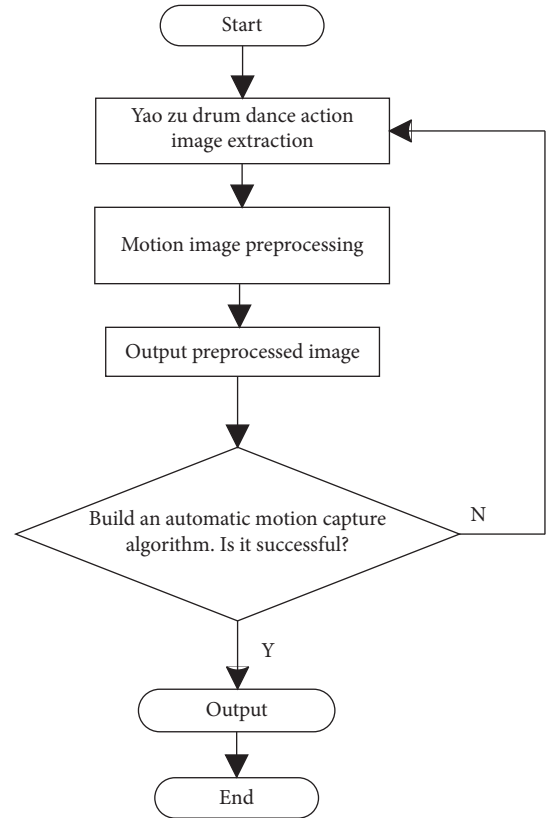 Start
Yao zu drum dance action
image extraction
Motion image preprocessing
Output preprocessed image
Build an automatic motion capture
algorithm. Is it successful?
N
Y
Output
End